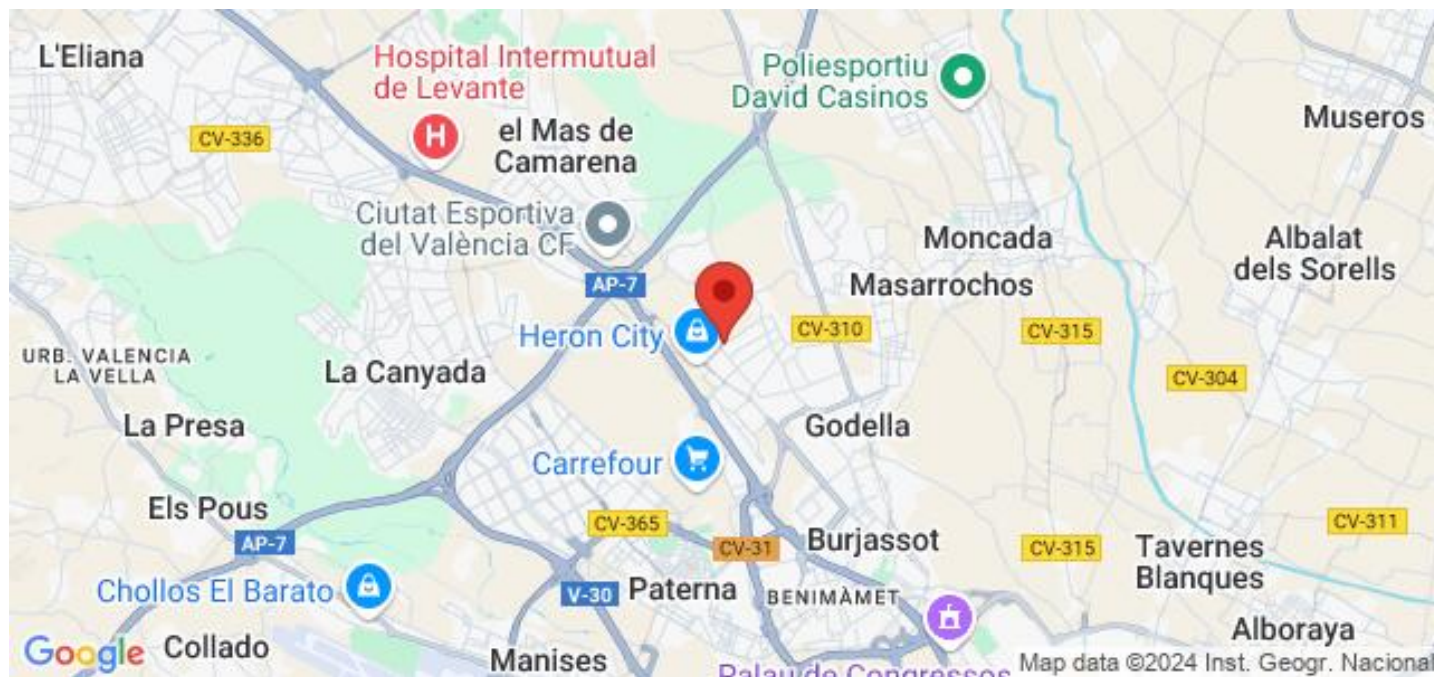 L'Eliana
Hospital Intermutual
de Levante
Poliesportiu
David Casinos
Museros
CV-336
H
el Mas de
Camarena
Ciutat Esportiva
del València CF
Moncada
Albalat
dels Sorells
AP-7
Masarrochos
Heron City
CV-310
CV-315
URB. VALENCIA
LA VELLA
La Canyada
CV-304
La Presa
Godella
Carrefour
Els Pous
CV-365
CV-311
AP-7
CV-31
Burjassot
CV-315
Tavernes
Blanques
Chollos El Barato
V-30
Paterna
BENIMÀMET
Google
Collado
Manises
Alboraya
Palau de Congressos
Map data ©2024 Inst. Geogr. Nacional